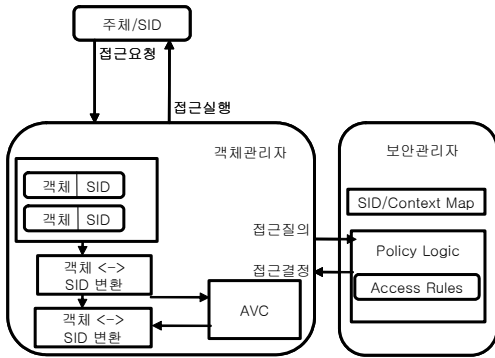 주체/SID
접근요청
접근실행
객체관리자
보안관리자
객체 SID
객체 SID
SID/Context Map
접근질의
Policy Logic
객체 <->
SID 변환
접근결정
Access Rules
AVC
객체 <->
SID 변환